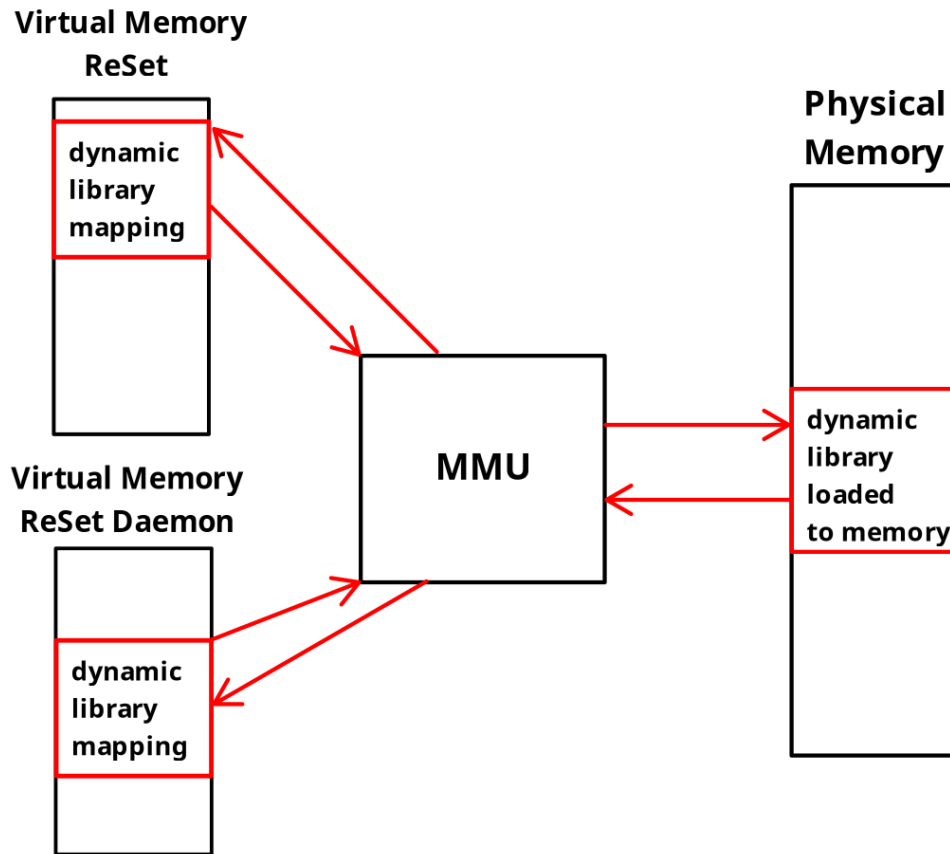 Virtual Memory
ReSet
dynamic
library
mapping
Physical
Memory
MMU
dynamic
library
loaded
to memory
Virtual Memory
ReSet Daemon
dynamic
library
mapping